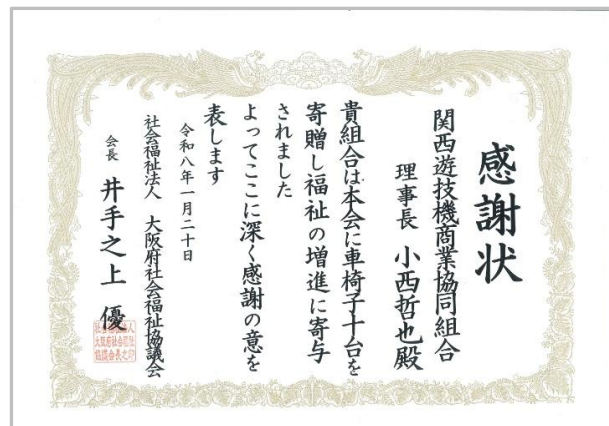 感謝状
関西遊技機商業協同組合
理事長 小西哲也殿
貴組合は本会に車椅子十台を
寄贈し福祉の増進に寄与
されました
よってここに深く感謝の意を
表します
令和八年一月二十日
社会福祉法人 大阪府社会福祉協議会
会長 井手之上 優